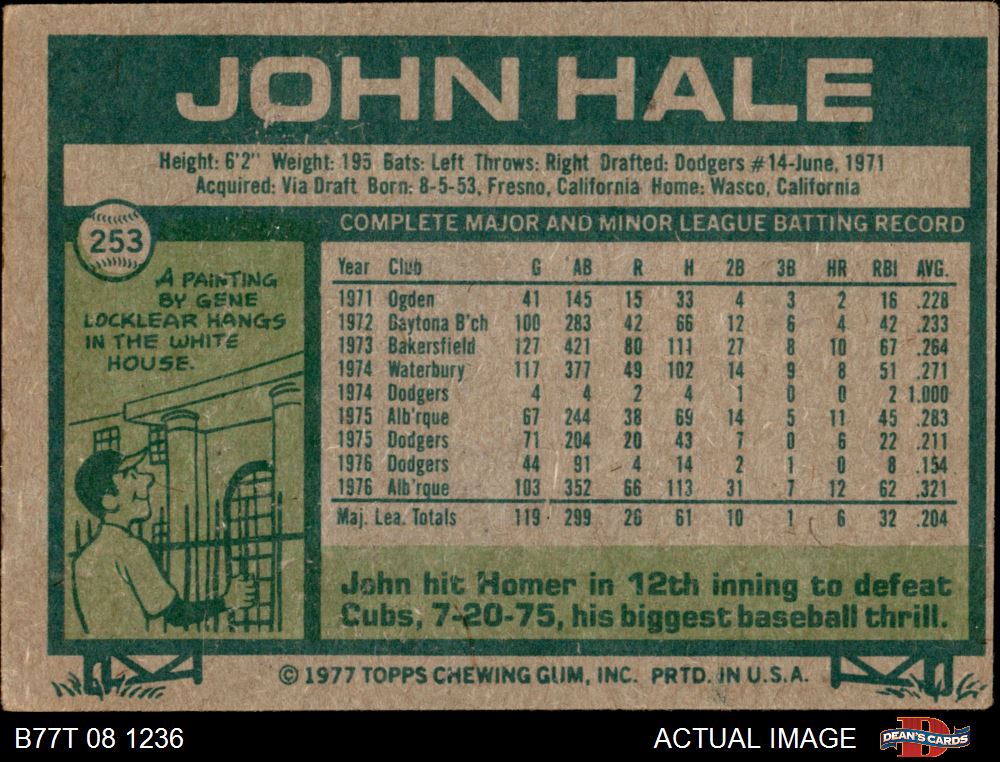 JOHN HALE
Height: 6'2" Weight: 195 Bats: Left Throws: Right Drafted: Dodgers #14-June, 1971
Acquired: Via Draft Born: 8-5-53, Fresno, California Home: Wasco, California
253
COMPLETE MAJOR AND MINOR LEAGUE BATTING RECORD
A PAINTING
BY GENE
LOCKLEAR HANGS
IN THE WHITE
HOUSE.
Year Club G AB R H 2B 3B HR RBI AVG.
1971 Ogden 41 145 15 33 4 3 2 16 .228
1972 Daytona B'ch 100 283 42 66 12 6 4 42 .233
1973 Bakersfield 127 421 80 111 27 8 10 67 .264
1974 Waterbury 117 377 49 102 14 9 8 51 .271
1974 Dodgers 4 4 2 4 1 0 0 2 1.000
1975 Alb'rque 67 244 38 69 14 5 11 45 .283
1975 Dodgers 71 204 20 43 7 0 6 22 .211
1976 Dodgers 44 91 4 14 2 1 0 8 .154
1976 Alb'rque 103 352 66 113 31 7 12 62 .321
Maj. Lea. Totals 119 299 26 61 10 1 6 32 .204
John hit Homer in 12th inning to defeat
Cubs, 7-20-75, his biggest baseball thrill.
© 1977 TOPPS CHEWING GUM, INC. PRTD. IN U.S.A.
B77T 08 1236
ACTUAL IMAGE
D
DEAN'S CARDS